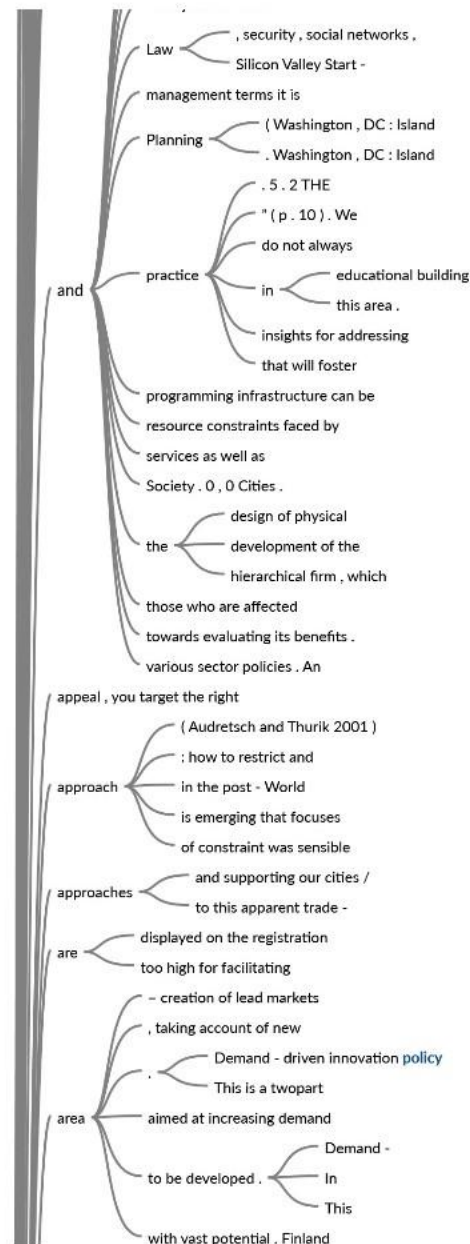 Law
, security , social networks ,
Silicon Valley Start -
management terms it is
Planning
( Washington , DC : Island
. Washington , DC : Island
and
practice
. 5 . 2 THE
" ( p . 10 ) . We
do not always
in
educational building
this area .
insights for addressing
that will foster
programming infrastructure can be
resource constraints faced by
services as well as
Society . 0 , 0 Cities .
the
design of physical
development of the
hierarchical firm , which
those who are affected
towards evaluating its benefits .
various sector policies . An
appeal , you target the right
approach
( Audretsch and Thurik 2001 )
: how to restrict and
in the post - World
is emerging that focuses
of constraint was sensible
approaches
and supporting our cities /
to this apparent trade -
are
displayed on the registration
too high for facilitating
area
– creation of lead markets
, taking account of new
.
Demand - driven innovation policy
This is a twopart
aimed at increasing demand
to be developed .
Demand -
In
This
with vast potential . Finland